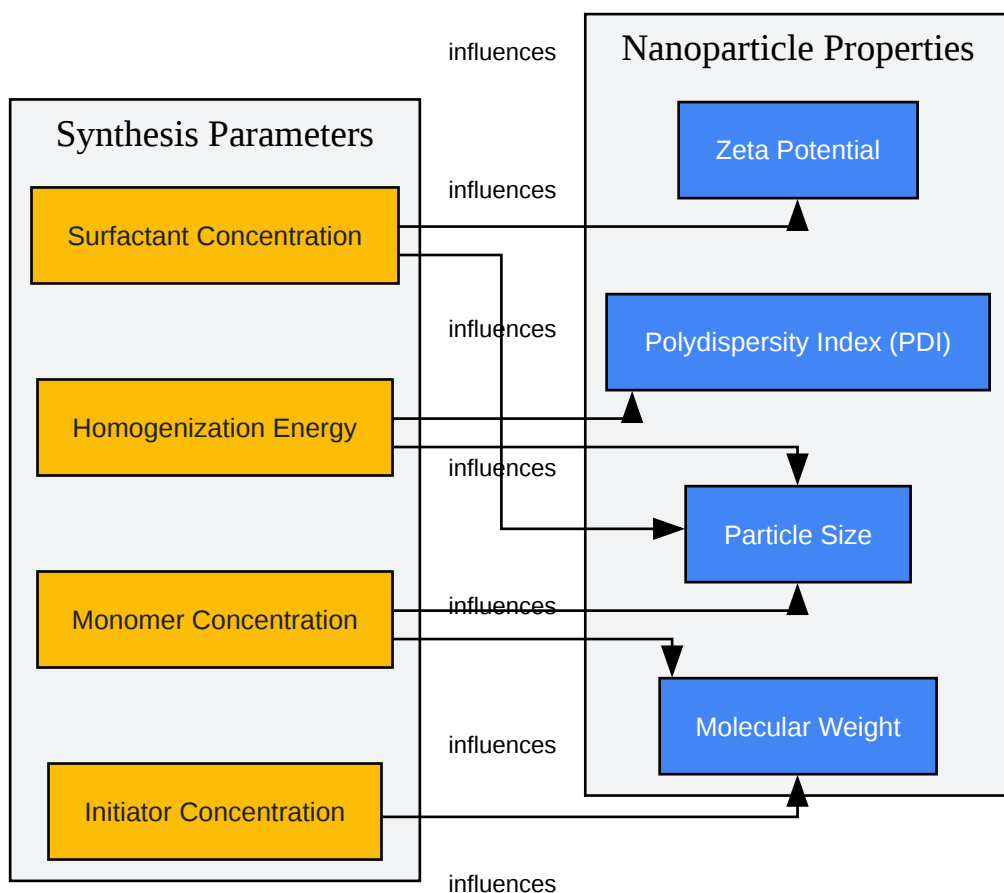 Synthesis Parameters
Surfactant Concentration
Homogenization Energy
Monomer Concentration
Initiator Concentration
influences
influences
influences
influences
influences
influences
influences
Nanoparticle Properties
Zeta Potential
Polydispersity Index (PDI)
Particle Size
Molecular Weight